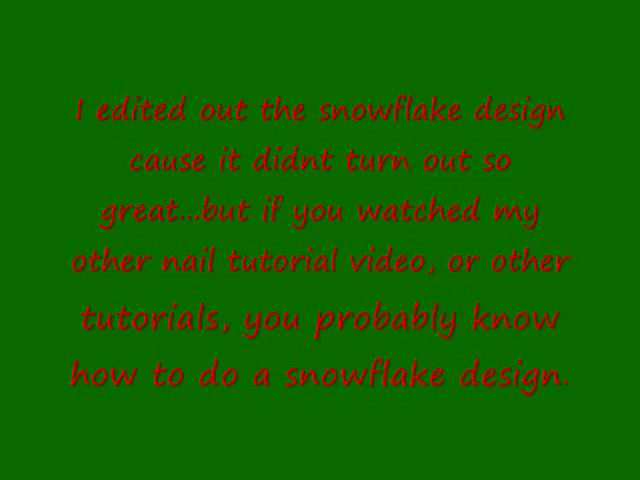 I edited out the snowflake design
cause it didnt turn out so
great...but if you watched my
other nail tutorial video, or other
tutorials, you probably know
how to do a snowflake design.